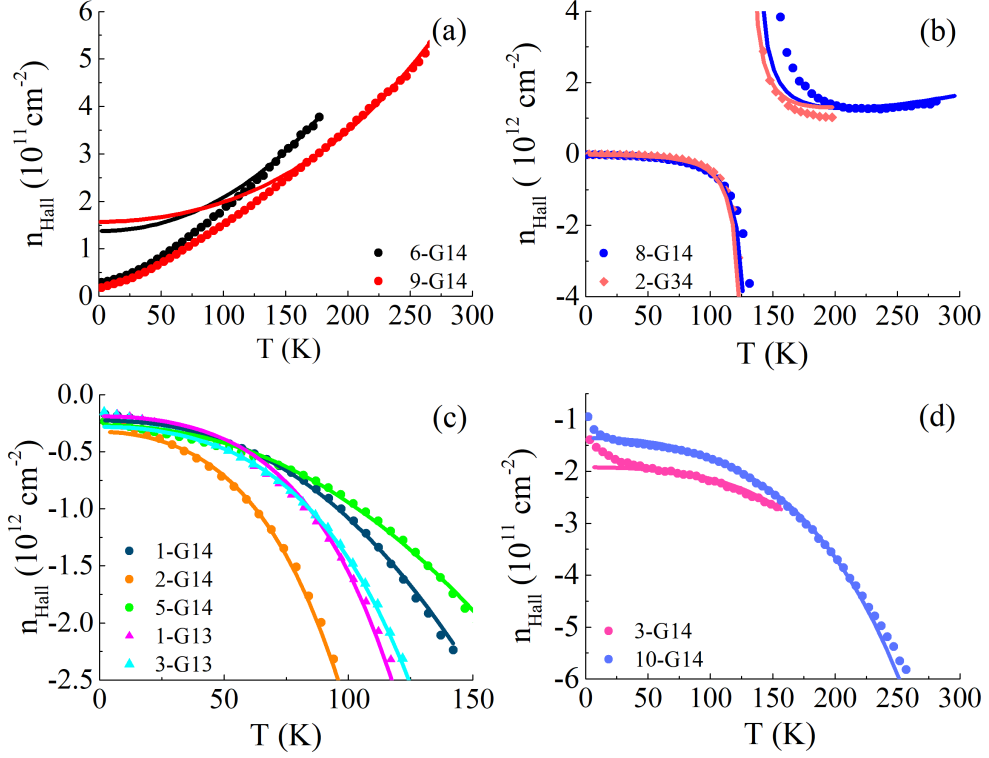 (a)
n_Hall (10^11 cm^-2)
6
5
4
3
2
1
0
6-G14
9-G14
0 50 100 150 200 250 300
T (K)
(b)
n_Hall (10^12 cm^-2)
4
2
0
-2
-4
8-G14
2-G34
0 50 100 150 200 250 300
T (K)
(c)
n_Hall (10^12 cm^-2)
0.0
-0.5
-1.0
-1.5
-2.0
-2.5
1-G14
2-G14
5-G14
1-G13
3-G13
0 50 100 150
T (K)
(d)
n_Hall (10^11 cm^-2)
-1
-2
-3
-4
-5
-6
3-G14
10-G14
0 50 100 150 200 250 300
T (K)